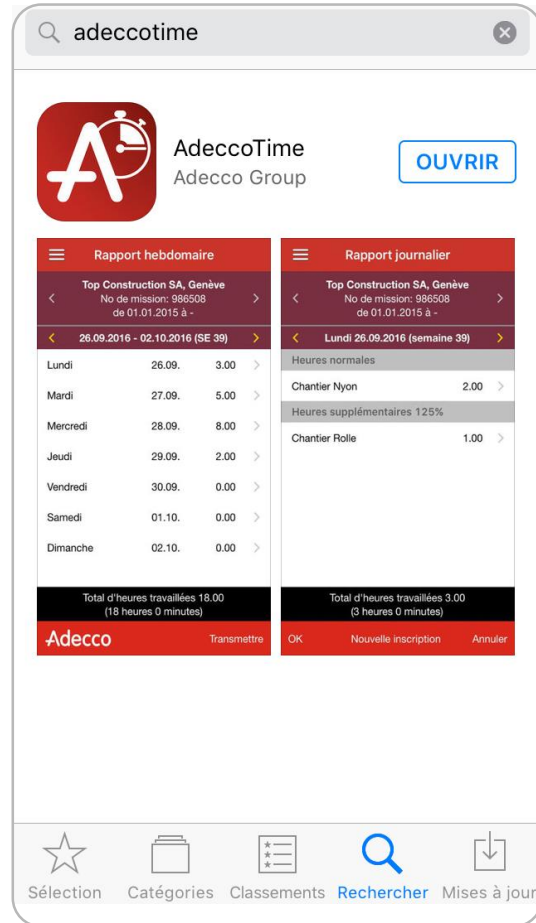 adeccotime
AdeccoTime
Adecco Group
OUVRIR
Rapport hebdomaire
Top Construction SA, Genève
No de mission: 986508
de 01.01.2015 à -
26.09.2016 - 02.10.2016 (SE 39)
Lundi 26.09. 3.00
Mardi 27.09. 5.00
Mercredi 28.09. 8.00
Jeudi 29.09. 2.00
Vendredi 30.09. 0.00
Samedi 01.10. 0.00
Dimanche 02.10. 0.00
Total d'heures travaillées 18.00
(18 heures 0 minutes)
Adecco Transmettre
Rapport journalier
Top Construction SA, Genève
No de mission: 986508
de 01.01.2015 à -
Lundi 26.09.2016 (semaine 39)
Heures normales
Chantier Nyon 2.00
Heures supplémentaires 125%
Chantier Rolle 1.00
Total d'heures travaillées 3.00
(3 heures 0 minutes)
OK Nouvelle inscription Annuler
Sélection Catégories Classements Rechercher Mises à jour